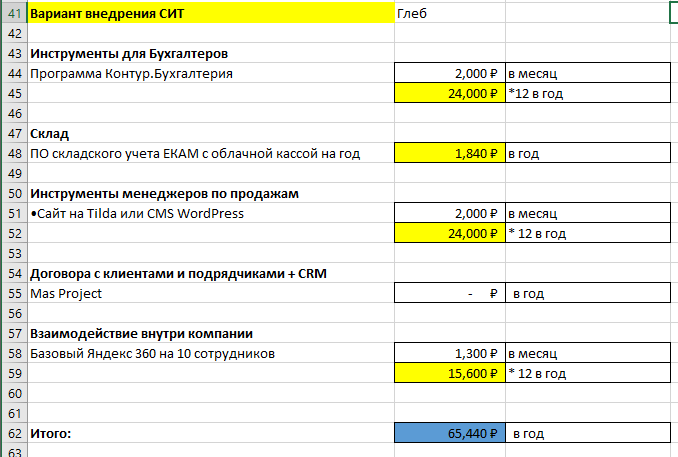 41 Вариант внедрения СИТ Глеб
42
43 Инструменты для Бухгалтеров
44 Программа Контур.Бухгалтерия 2,000 ₽ в месяц
45 24,000 ₽ *12 в год
46
47 Склад
48 ПО складского учета ЕКАМ с облачной кассой на год 1,840 ₽ в год
49
50 Инструменты менеджеров по продажам
51 •Сайт на Tilda или CMS WordPress 2,000 ₽ в месяц
52 24,000 ₽ * 12 в год
53
54 Договора с клиентами и подрядчиками + CRM
55 Mas Project - ₽ в год
56
57 Взаимодействие внутри компании
58 Базовый Яндекс 360 на 10 сотрудников 1,300 ₽ в месяц
59 15,600 ₽ * 12 в год
60
61
62 Итого: 65,440 ₽ в год
63